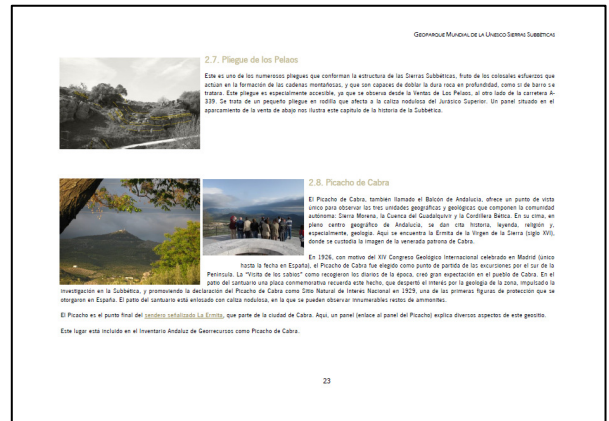 GEOPARQUE MUNDIAL DE LA UNESCO SIERRAS SUBBÉTICAS
2.7. Pliegue de los Pelaos
Este es uno de los numerosos pliegues que conforman la estructura de las Sierras Subbéticas, fruto de los colosales esfuerzos que
actúan en la formación de las cadenas montañosas, y que son capaces de doblar la dura roca en profundidad, como si de barro se
tratara. Este pliegue es especialmente accesible, ya que se observa desde la Ventas de Los Pelaos, al otro lado de la carretera A-
339. Se trata de un pequeño pliegue en rodilla que afecta a la caliza nodulosa del Jurásico Superior. Un panel situado en el
aparcamiento de la venta de abajo nos ilustra este capítulo de la historia de la Subbética.
2.8. Picacho de Cabra
El Picacho de Cabra, también llamado el Balcón de Andalucía, ofrece un punto de vista
único para observar las tres unidades geográficas y geológicas que componen la comunidad
autónoma: Sierra Morena, la Cuenca del Guadalquivir y la Cordillera Bética. En su cima, en
pleno centro geográfico de Andalucía, se dan cita historia, leyenda, religión y,
especialmente, geología. Aquí se encuentra la Ermita de la Virgen de la Sierra (siglo XVI),
donde se custodia la imagen de la venerada patrona de Cabra.
En 1926, con motivo del XIV Congreso Geológico Internacional celebrado en Madrid (único
hasta la fecha en España), el Picacho de Cabra fue elegido como punto de partida de las excursiones por el sur de la
Península. La "Visita de los sabios" como recogieron los diarios de la época, creó gran expectación en el pueblo de Cabra. En el
patio del santuario una placa conmemorativa recuerda este hecho, que despertó el interés por la geología de la zona, impulsado la
investigación en la Subbética, y promoviendo la declaración del Picacho de Cabra como Sitio Natural de Interés Nacional en 1929, una de las primeras figuras de protección que se
otorgaron en España. El patio del santuario está enlosado con caliza nodulosa, en la que se pueden observar innumerables restos de ammonites.
El Picacho es el punto final del sendero señalizado La Ermita, que parte de la ciudad de Cabra. Aquí, un panel (enlace al panel del Picacho) explica diversos aspectos de este geositio.
Este lugar está incluido en el Inventario Andaluz de Georrecursos como Picacho de Cabra.
23